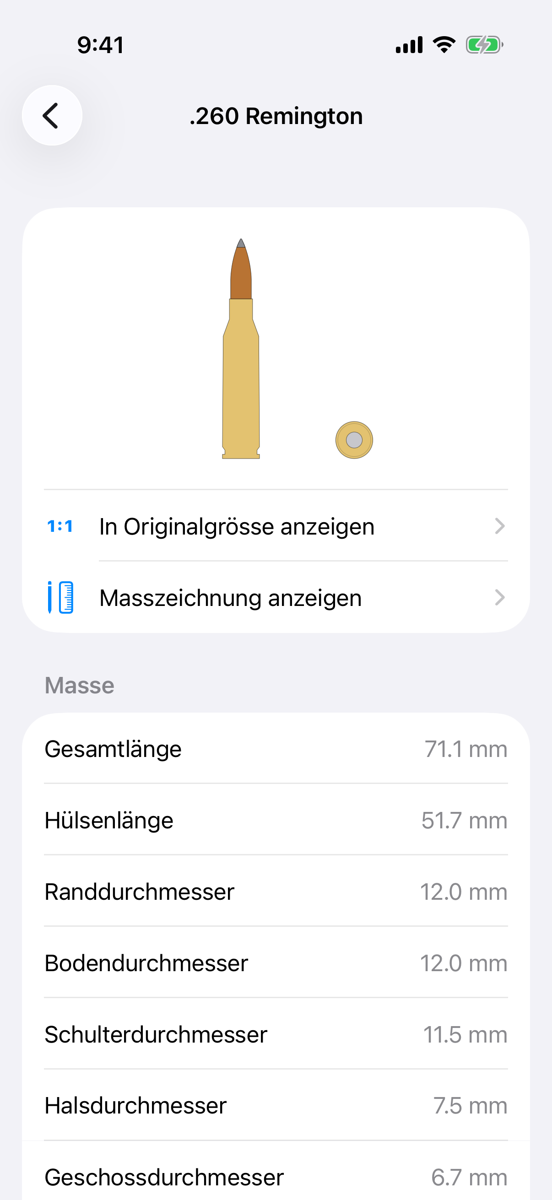 9:41
.260 Remington
1:1 In Originalgrösse anzeigen
Masszeichnung anzeigen
Masse
Gesamtlänge 71.1 mm
Hülsenlänge 51.7 mm
Randdurchmesser 12.0 mm
Bodendurchmesser 12.0 mm
Schulterdurchmesser 11.5 mm
Halsdurchmesser 7.5 mm
Geschossdurchmesser 6.7 mm